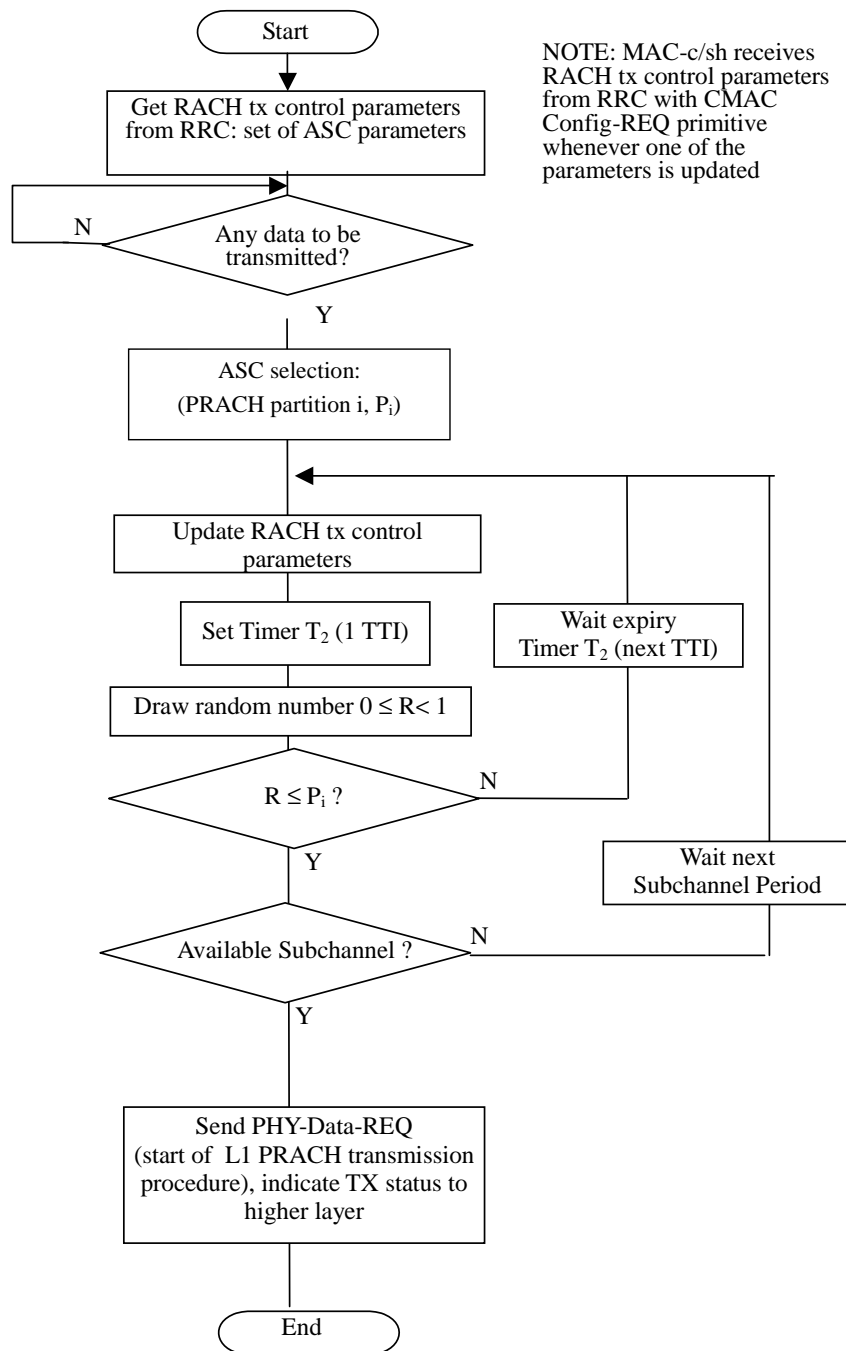 Start
NOTE: MAC-c/sh receives
RACH tx control parameters
from RRC with CMAC
Config-REQ primitive
whenever one of the
parameters is updated
Get RACH tx control parameters
from RRC: set of ASC parameters
N
Any data to be
transmitted?
Y
ASC selection:
(PRACH partition i, Pᵢ)
Update RACH tx control
parameters
Set Timer T₂ (1 TTI)
Wait expiry
Timer T₂ (next TTI)
Draw random number 0 ≤ R< 1
R ≤ Pᵢ ?
N
Y
Wait next
Subchannel Period
Available Subchannel ?
N
Y
Send PHY-Data-REQ
(start of L1 PRACH transmission
procedure), indicate TX status to
higher layer
End